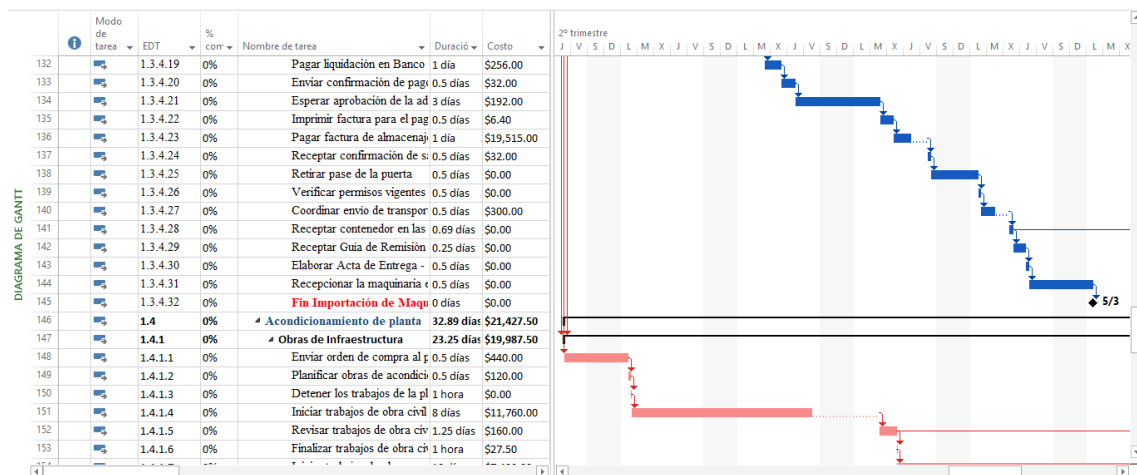 Modo
de
tarea EDT % com Nombre de tarea Duració Costo
2º trimestre
J V S D L M X J V S D L M X J V S D L M X J V S D L M X J V S D L M X
132 1.3.4.19 0% Pagar liquidación en Banco 1 día $256.00
133 1.3.4.20 0% Enviar confirmación de pago 0.5 días $32.00
134 1.3.4.21 0% Esperar aprobación de la ad 3 días $192.00
135 1.3.4.22 0% Imprimir factura para el pag 0.5 días $6.40
136 1.3.4.23 0% Pagar factura de almacenaj 1 día $19,515.00
137 1.3.4.24 0% Receptar confirmación de sa 0.5 días $32.00
138 1.3.4.25 0% Retirar pase de la puerta 0.5 días $0.00
139 1.3.4.26 0% Verificar permisos vigentes 0.5 días $0.00
140 1.3.4.27 0% Coordinar envio de transpor 0.5 días $300.00
141 1.3.4.28 0% Receptar contenedor en las 0.69 días $0.00
142 1.3.4.29 0% Receptar Guía de Remisión 0.25 días $0.00
143 1.3.4.30 0% Elaborar Acta de Entrega - 0.5 días $0.00
144 1.3.4.31 0% Recepcionar la maquinaria e 0.5 días $0.00
145 1.3.4.32 0% Fin Importación de Maqu 0 días $0.00 5/3
146 1.4 0% Acondicionamiento de planta 32.89 días $21,427.50
147 1.4.1 0% Obras de Infraestructura 23.25 días $19,987.50
148 1.4.1.1 0% Enviar orden de compra al p 0.5 días $440.00
149 1.4.1.2 0% Planificar obras de acondici 0.5 días $120.00
150 1.4.1.3 0% Detener los trabajos de la pl 1 hora $0.00
151 1.4.1.4 0% Iniciar trabajos de obra civil 8 días $11,760.00
152 1.4.1.5 0% Revisar trabajos de obra civ 1.25 días $160.00
153 1.4.1.6 0% Finalizar trabajos de obra civ 1 hora $27.50
DIAGRAMA DE GANTT